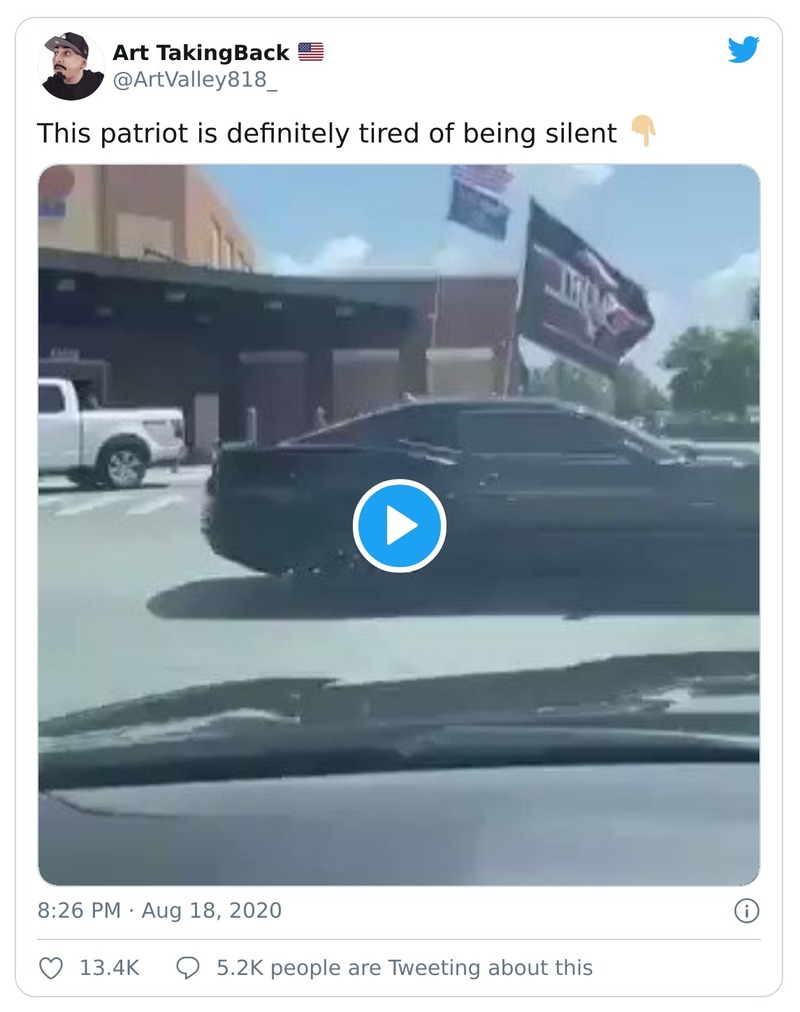 Art TakingBack 🇺🇸
@ArtValley818_
This patriot is definitely tired of being silent 👇🏼
TRUMP
8:26 PM · Aug 18, 2020
13.4K
5.2K people are Tweeting about this